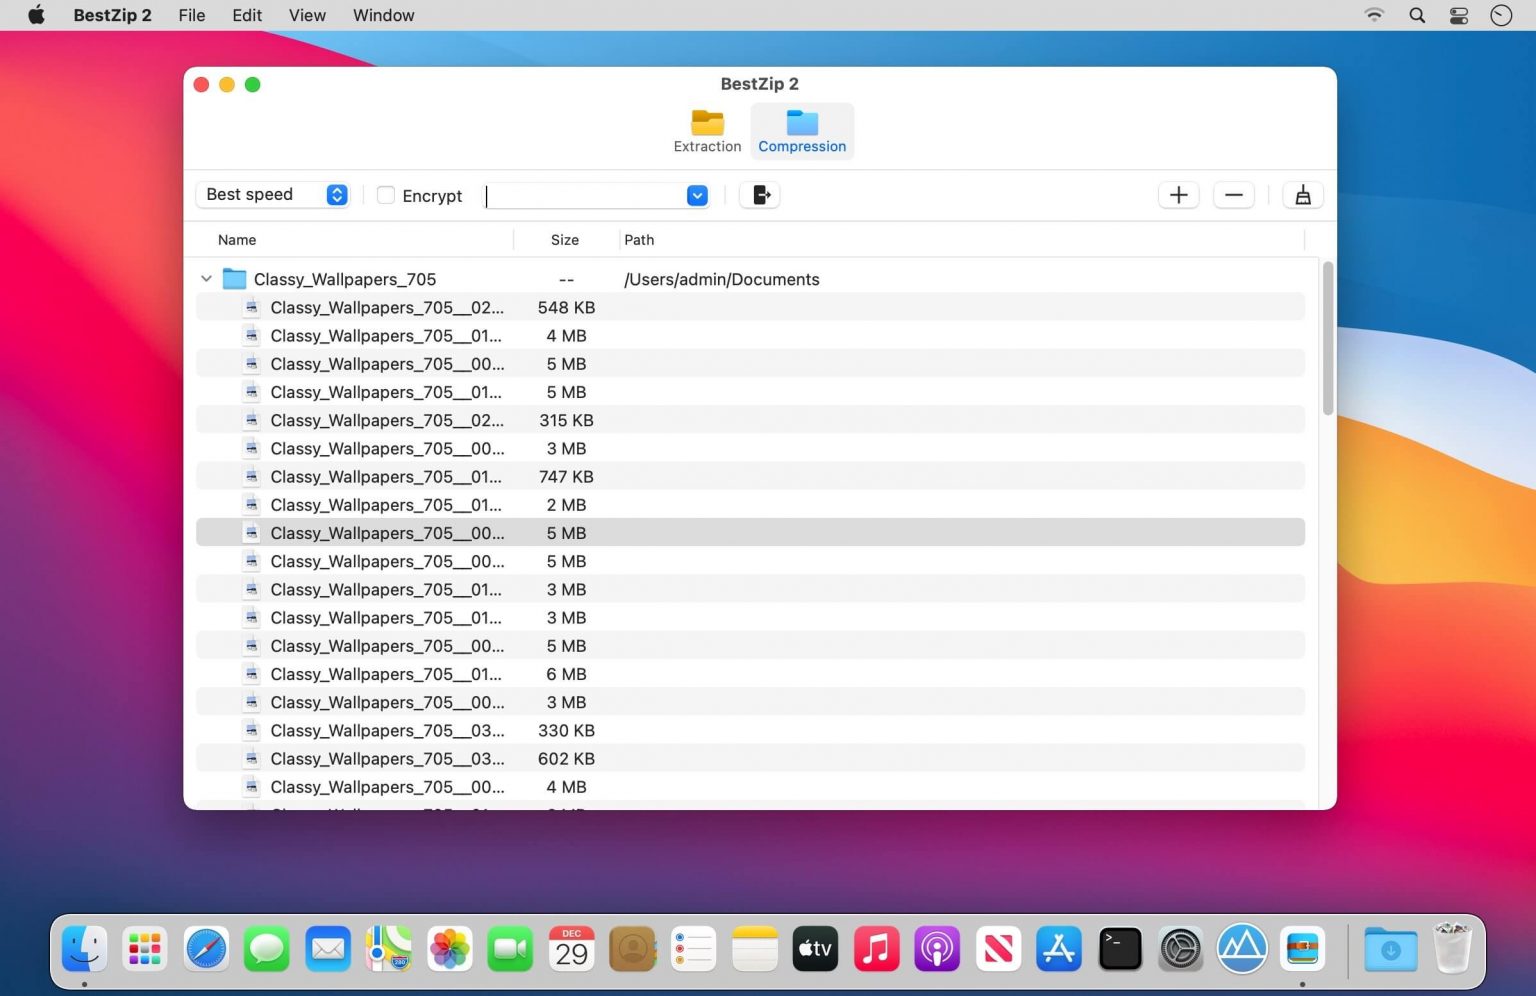 BestZip 2 File Edit View Window
BestZip 2
Extraction Compression
Best speed Encrypt
Name Size Path
Classy_Wallpapers_705 -- /Users/admin/Documents
Classy_Wallpapers_705__02... 548 KB
Classy_Wallpapers_705__01... 4 MB
Classy_Wallpapers_705__00... 5 MB
Classy_Wallpapers_705__01... 5 MB
Classy_Wallpapers_705__02... 315 KB
Classy_Wallpapers_705__00... 3 MB
Classy_Wallpapers_705__01... 747 KB
Classy_Wallpapers_705__01... 2 MB
Classy_Wallpapers_705__00... 5 MB
Classy_Wallpapers_705__00... 5 MB
Classy_Wallpapers_705__01... 3 MB
Classy_Wallpapers_705__01... 3 MB
Classy_Wallpapers_705__00... 5 MB
Classy_Wallpapers_705__01... 6 MB
Classy_Wallpapers_705__00... 3 MB
Classy_Wallpapers_705__03... 330 KB
Classy_Wallpapers_705__03... 602 KB
Classy_Wallpapers_705__00... 4 MB
DEC
29
280
tv
>_